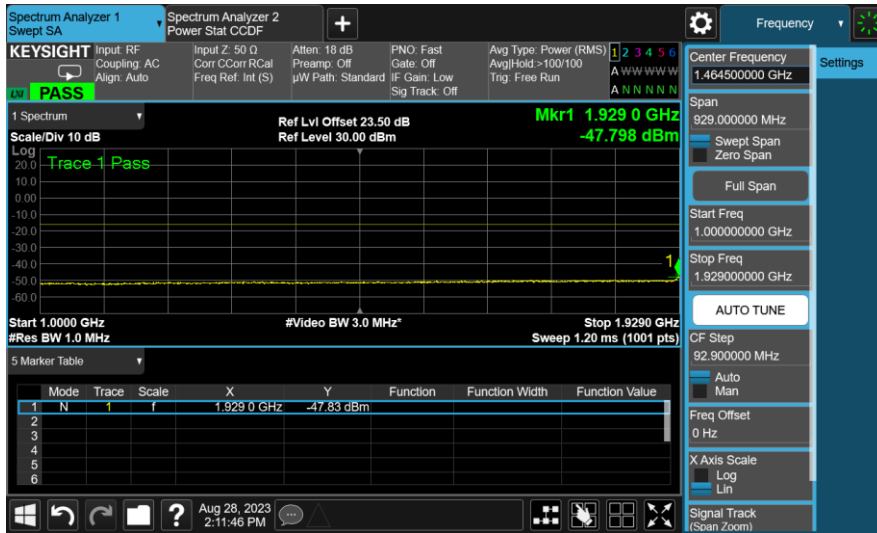 Spectrum Analyzer 1
Swept SA
Spectrum Analyzer 2
Power Stat CCDF
Frequency
KEYSIGHT
Input: RF
Coupling: AC
Align: Auto
Input Z: 50 Ω
Corr CCorr RCal
Freq Ref: Int (S)
Atten: 18 dB
Preamp: Off
µW Path: Standard
PNO: Fast
Gate: Off
IF Gain: Low
Sig Track: Off
Avg Type: Power (RMS)
Avg|Hold:>100/100
Trig: Free Run
1 2 3 4 5 6
A W W W W W
A N N N N N
LXI
PASS
1 Spectrum
Scale/Div 10 dB
Ref Lvl Offset 23.50 dB
Ref Level 30.00 dBm
Mkr1 1.929 0 GHz
-47.798 dBm
Log
Trace 1 Pass
20.0
10.0
0.00
-10.0
-20.0
-30.0
-40.0
-50.0
-60.0
1
Start 1.0000 GHz
#Res BW 1.0 MHz
#Video BW 3.0 MHz*
Stop 1.9290 GHz
Sweep 1.20 ms (1001 pts)
5 Marker Table
Mode Trace Scale X Y Function Function Width Function Value
1 N 1 f 1.929 0 GHz -47.83 dBm
2
3
4
5
6
Aug 28, 2023
2:11:46 PM
Center Frequency
1.464500000 GHz
Settings
Span
929.000000 MHz
Swept Span
Zero Span
Full Span
Start Freq
1.000000000 GHz
Stop Freq
1.929000000 GHz
AUTO TUNE
CF Step
92.900000 MHz
Auto
Man
Freq Offset
0 Hz
X Axis Scale
Log
Lin
Signal Track
(Span Zoom)